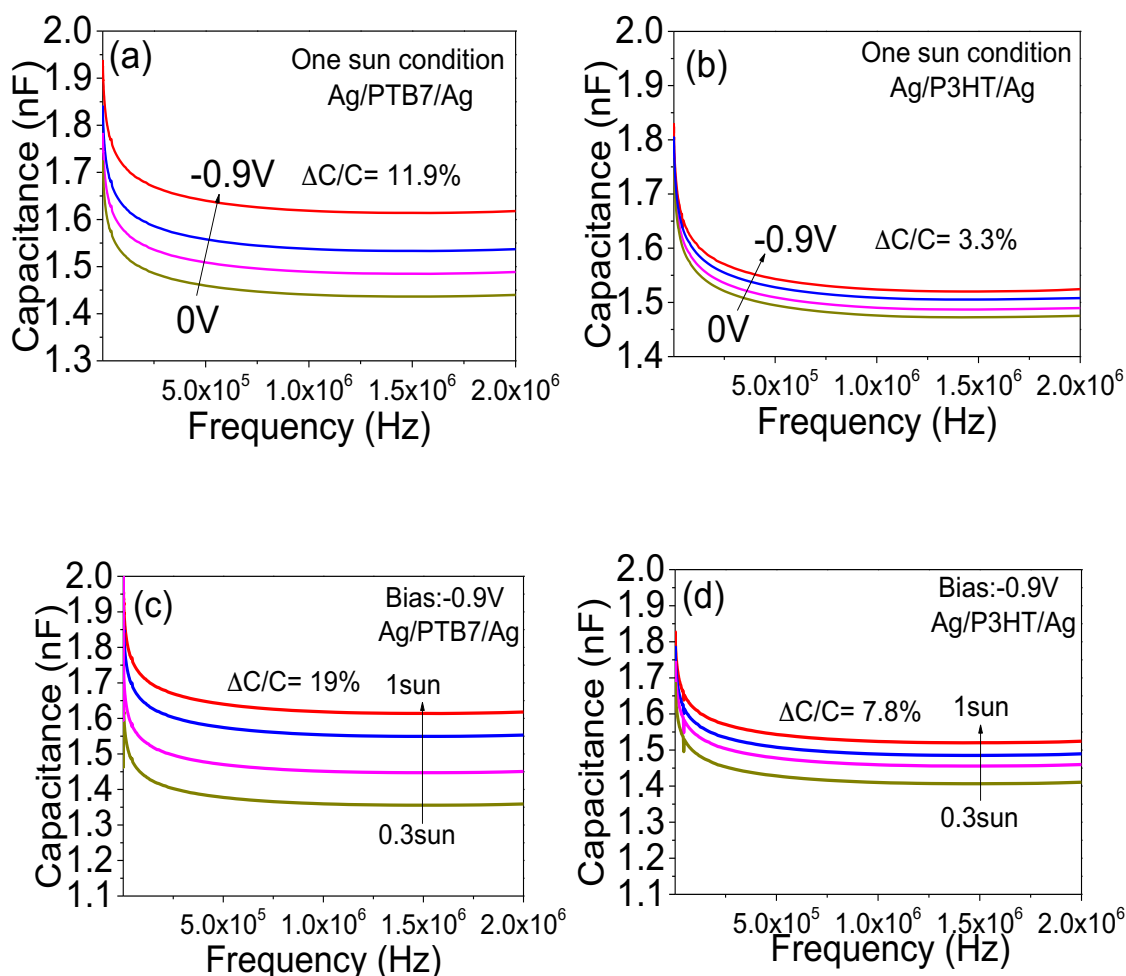 (a)
One sun condition
Ag/PTB7/Ag
-0.9V
ΔC/C= 11.9%
0V
Capacitance (nF)
2.0
1.9
1.8
1.7
1.6
1.5
1.4
1.3
5.0x10⁵ 1.0x10⁶ 1.5x10⁶ 2.0x10⁶
Frequency (Hz)
(b)
One sun condition
Ag/P3HT/Ag
-0.9V
ΔC/C= 3.3%
0V
Capacitance (nF)
2.0
1.9
1.8
1.7
1.6
1.5
1.4
5.0x10⁵ 1.0x10⁶ 1.5x10⁶ 2.0x10⁶
Frequency (Hz)
(c)
Bias:-0.9V
Ag/PTB7/Ag
ΔC/C= 19%
1sun
0.3sun
Capacitance (nF)
2.0
1.9
1.8
1.7
1.6
1.5
1.4
1.3
1.2
1.1
5.0x10⁵ 1.0x10⁶ 1.5x10⁶ 2.0x10⁶
Frequency (Hz)
(d)
Bias:-0.9V
Ag/P3HT/Ag
ΔC/C= 7.8%
1sun
0.3sun
Capacitance (nF)
2.0
1.9
1.8
1.7
1.6
1.5
1.4
1.3
1.2
1.1
5.0x10⁵ 1.0x10⁶ 1.5x10⁶ 2.0x10⁶
Frequency (Hz)